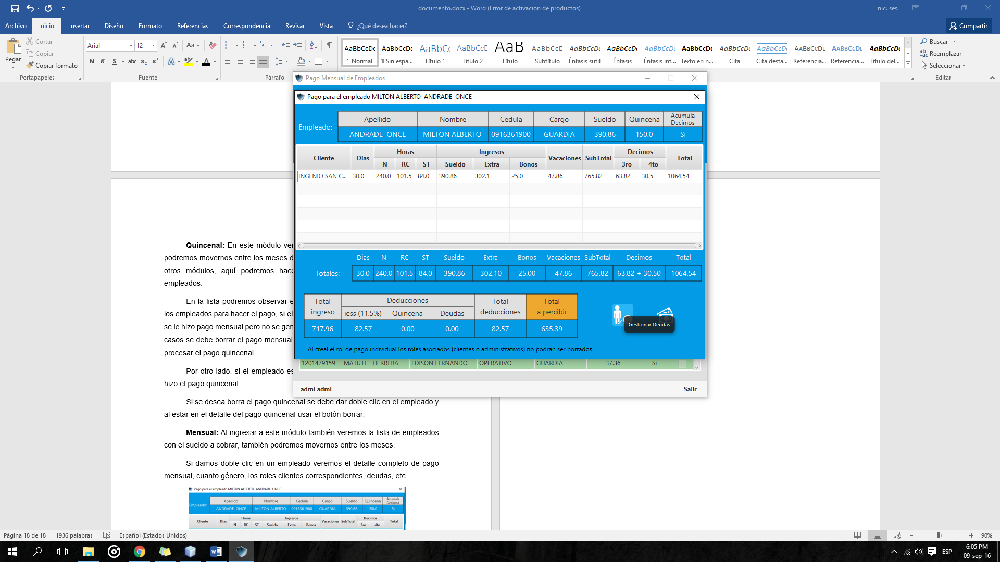 documento.docx - Word (Error de activación de productos)
Inic. ses.
Archivo Inicio Insertar Diseño Formato Referencias Correspondencia Revisar Vista ¿Qué desea hacer? Compartir
Pegar
Cortar
Copiar
Copiar formato
Portapapeles
Arial 12
Fuente
Párrafo
AaBbCcDc AaBbCcDc AaBbCc AaBbCcD AaB AaBbCcD AaBbCcDc AaBbCcDc AaBbCcDc AaBbCcDc AaBbCcDc AaBbCcDc AABBCCDE AABBCCDE AaBbCcDc
¶ Normal ¶ Sin espa... Título 1 Título 2 Título Subtítulo Énfasis sutil Énfasis Énfasis int... Texto en n... Cita Cita desta... Referencia... Referencia... Título del...
Buscar
Reemplazar
Seleccionar
Editar
Pago Mensual de Empleados
Pago para el empleado MILTON ALBERTO ANDRADE ONCE
Empleado:
Apellido Nombre Cedula Cargo Sueldo Quincena Acumula Decimos
ANDRADE ONCE MILTON ALBERTO 0916361900 GUARDIA 390.86 150.0 Si
Cliente Dias Horas Ingresos Vacaciones SubTotal Decimos Total
N RC ST Sueldo Extra Bonos 3ro 4to
INGENIO SAN C... 30.0 240.0 101.5 84.0 390.86 302.1 25.0 47.86 765.82 63.82 30.5 1064.54
Dias N RC ST Sueldo Extra Bonos Vacaciones SubTotal Decimos Total
Totales: 30.0 240.0 101.5 84.0 390.86 302.10 25.00 47.86 765.82 63.82 + 30.50 1064.54
Total ingreso Deducciones Total deducciones Total a percibir
iess (11.5%) Quincena Deudas
717.96 82.57 0.00 0.00 82.57 635.39
Gestionar Deudas
Al creal el rol de pago individual los roles asociados (clientes o administrativos) no podran ser borrados
1201479159 MATUTE HERRERA EDISON FERNANDO OPERATIVO GUARDIA 37.36 Si
admi admi
Salir
Quincenal: En este módulo ver
podremos movernos entre los meses d
otros módulos, aquí podremos hace
empleados.
En la lista podremos observar e
los empleados para hacer el pago, sí el
se le hizo pago mensual pero no se gen
casos se debe borrar el pago mensual
procesar el pago quincenal.
Por otro lado, si el empleado es
hizo el pago quincenal.
Si se desea borra el pago quincenal se debe dar doble clic en el empleado y
al estar en el detalle del pago quincenal usar el botón borrar.
Mensual: Al ingresar a este módulo también veremos la lista de empleados
con el sueldo a cobrar, también podremos movernos entre los meses.
Si damos doble clic en un empleado veremos el detalle completo de pago
mensual, cuanto género, los roles clientes correspondientes, deudas, etc.
Pago para el empleado MILTON ALBERTO ANDRADE ONCE
Empleado:
Apellido Nombre Cedula Cargo Sueldo Quincena Acumula Decimos
ANDRADE ONCE MILTON ALBERTO 0916361900 GUARDIA 390.86 150.0 Si
Cliente Dias Horas Ingresos Vacaciones SubTotal Decimos Total
N RC ST Sueldo Extra Bonos 3ro 4to
Página 18 de 18 1936 palabras Español (Estados Unidos) 90%
ESP
6:05 PM
09-sep-16